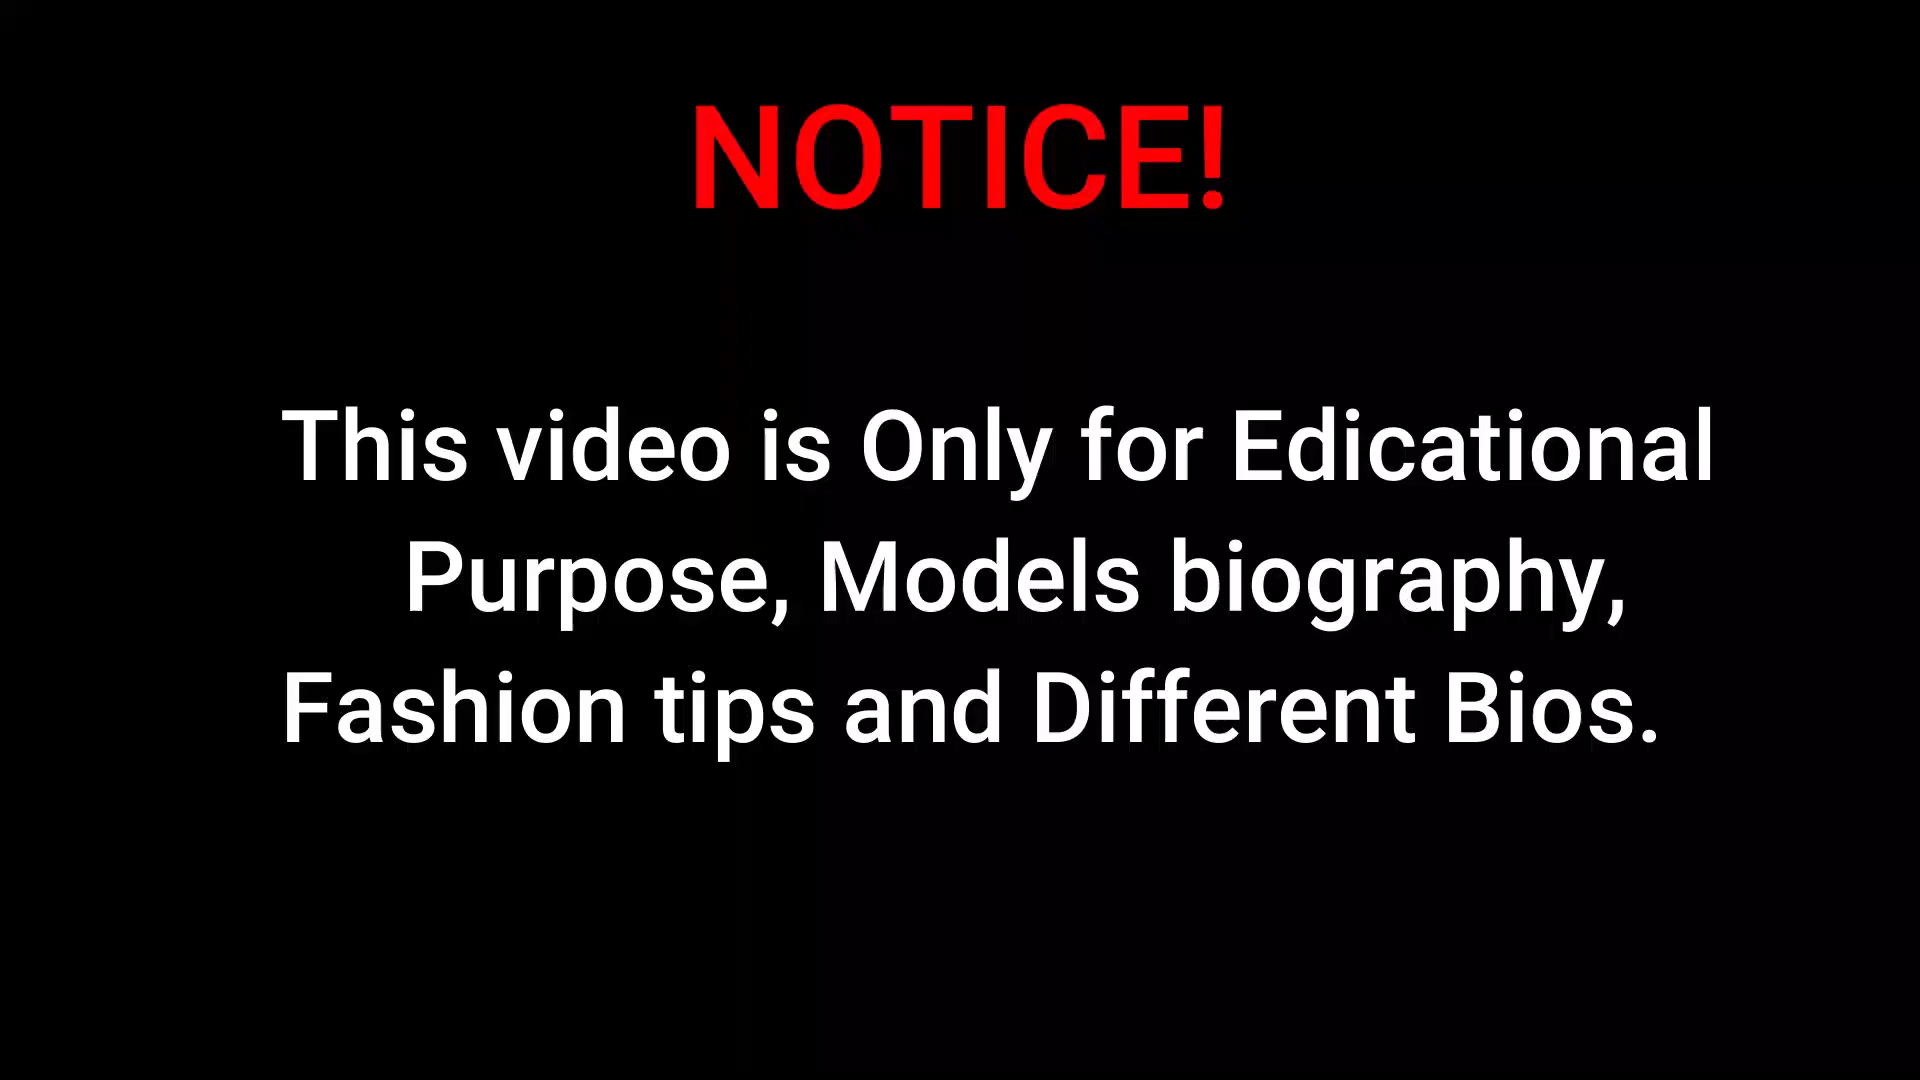 NOTICE!
This video is Only for Edicational
Purpose, Models biography,
Fashion tips and Different Bios.